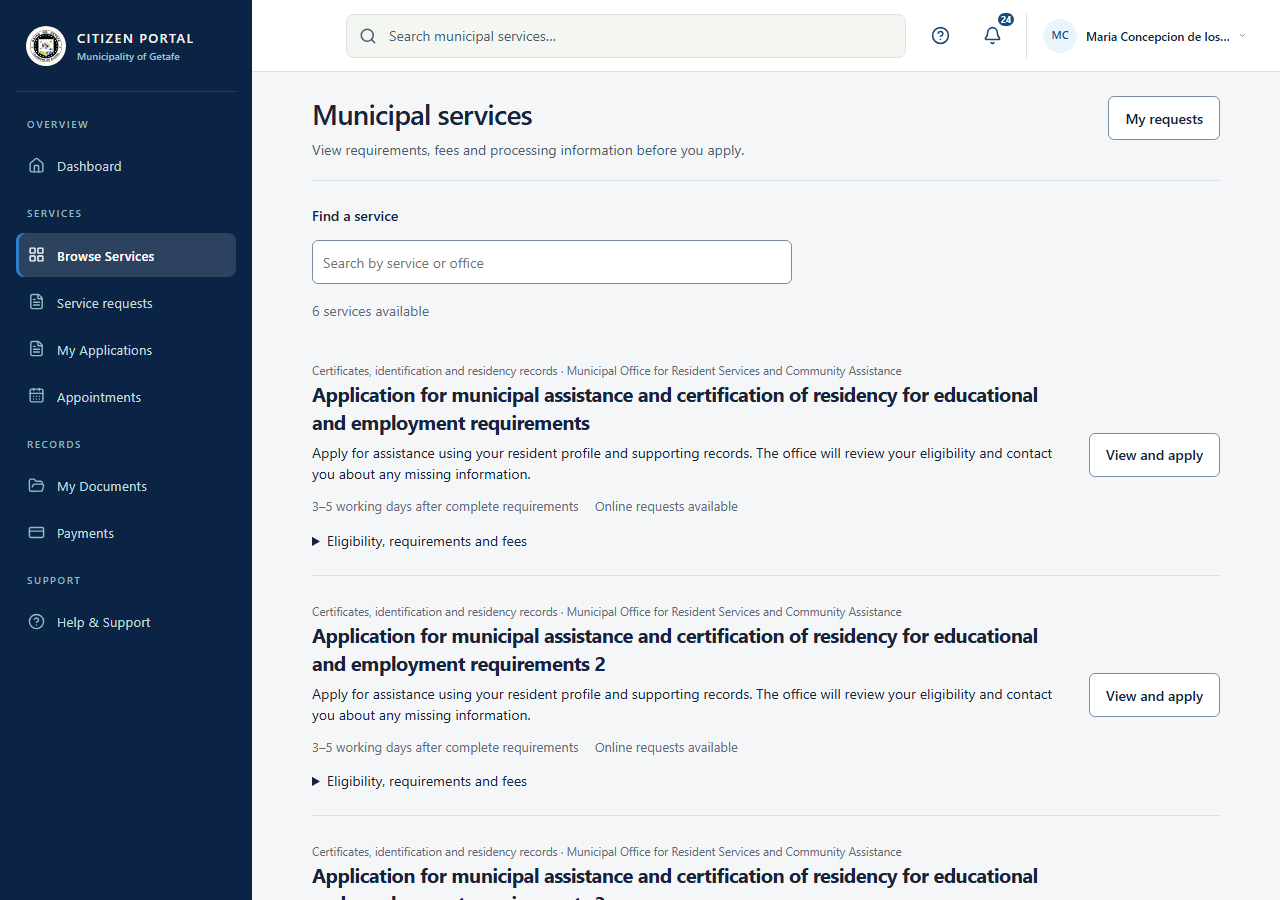 CITIZEN PORTAL
Municipality of Getafe
OVERVIEW
Dashboard
SERVICES
Browse Services
Service requests
My Applications
Appointments
RECORDS
My Documents
Payments
SUPPORT
Help & Support
Search municipal services...
24
MC
Maria Concepcion de los...
Municipal services
View requirements, fees and processing information before you apply.
My requests
Find a service
Search by service or office
6 services available
Certificates, identification and residency records · Municipal Office for Resident Services and Community Assistance
Application for municipal assistance and certification of residency for educational
and employment requirements
Apply for assistance using your resident profile and supporting records. The office will review your eligibility and contact
you about any missing information.
3–5 working days after complete requirements Online requests available
Eligibility, requirements and fees
View and apply
Certificates, identification and residency records · Municipal Office for Resident Services and Community Assistance
Application for municipal assistance and certification of residency for educational
and employment requirements 2
Apply for assistance using your resident profile and supporting records. The office will review your eligibility and contact
you about any missing information.
3–5 working days after complete requirements Online requests available
Eligibility, requirements and fees
View and apply
Certificates, identification and residency records · Municipal Office for Resident Services and Community Assistance
Application for municipal assistance and certification of residency for educational